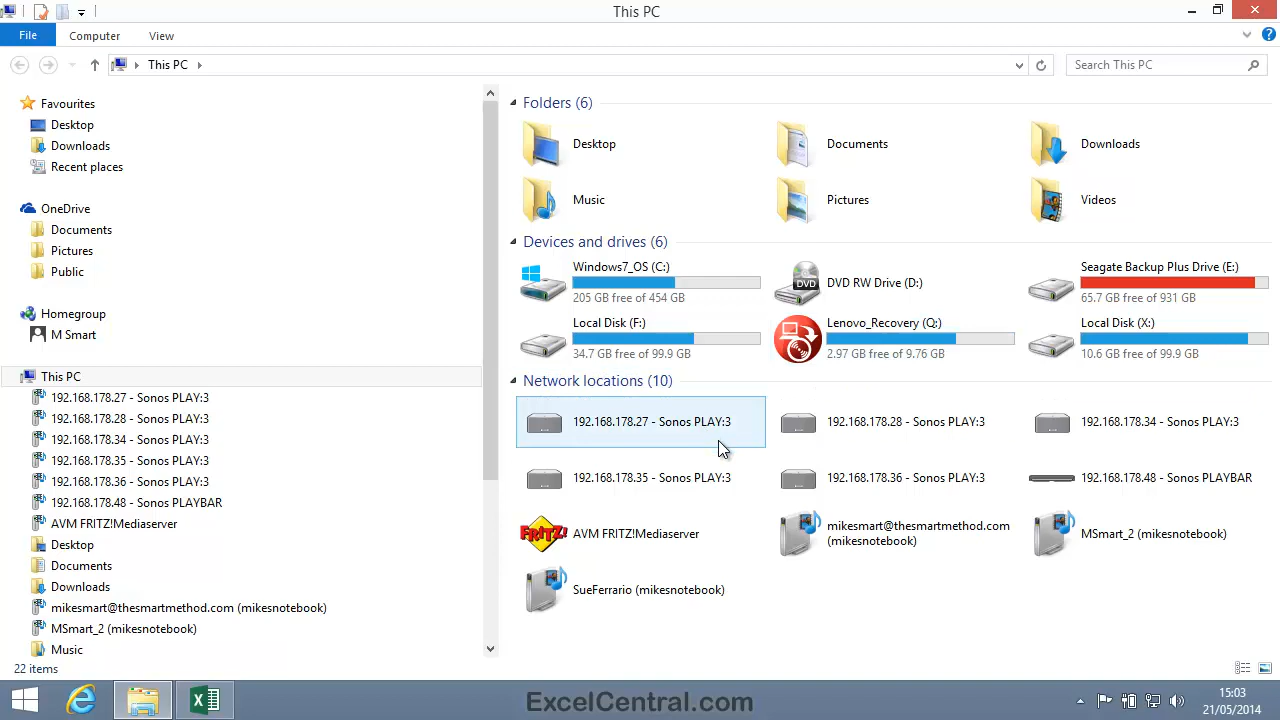 This PC
File
Computer
View
This PC
Search This PC
Favourites
Desktop
Downloads
Recent places
OneDrive
Documents
Pictures
Public
Homegroup
M Smart
This PC
192.168.178.27 - Sonos PLAY:3
192.168.178.28 - Sonos PLAY:3
192.168.178.34 - Sonos PLAY:3
192.168.178.35 - Sonos PLAY:3
192.168.178.36 - Sonos PLAY:3
192.168.178.48 - Sonos PLAYBAR
AVM FRITZ!Mediaserver
Desktop
Documents
Downloads
mikesmart@thesmartmethod.com (mikesnotebook)
MSmart_2 (mikesnotebook)
Music
Folders (6)
Desktop
Documents
Downloads
Music
Pictures
Videos
Devices and drives (6)
Windows7_OS (C:)
205 GB free of 454 GB
DVD
DVD RW Drive (D:)
Seagate Backup Plus Drive (E:)
65.7 GB free of 931 GB
Local Disk (F:)
34.7 GB free of 99.9 GB
Lenovo_Recovery (Q:)
2.97 GB free of 9.76 GB
Local Disk (X:)
10.6 GB free of 99.9 GB
Network locations (10)
192.168.178.27 - Sonos PLAY:3
192.168.178.28 - Sonos PLAY:3
192.168.178.34 - Sonos PLAY:3
192.168.178.35 - Sonos PLAY:3
192.168.178.36 - Sonos PLAY:3
192.168.178.48 - Sonos PLAYBAR
FRITZ!
AVM FRITZ!Mediaserver
mikesmart@thesmartmethod.com
(mikesnotebook)
MSmart_2 (mikesnotebook)
SueFerrario (mikesnotebook)
22 items
ExcelCentral.com
15:03
21/05/2014